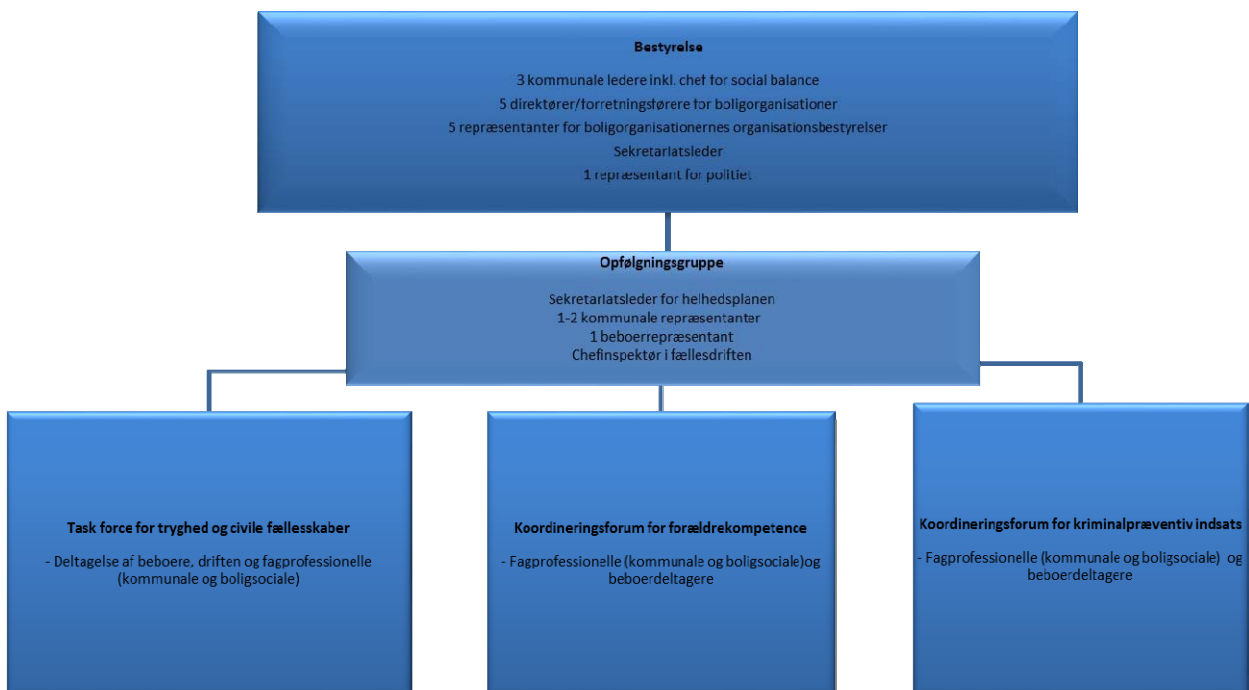 Bestyrelse
3 kommunale ledere inkl. chef for social balance
5 direktører/forretningsførere for boligorganisationer
5 repræsentanter for boligorganisationernes organisationsbestyrelser
Sekretariatsleder
1 repræsentant for politiet
Opfølgningsgruppe
Sekretariatsleder for helhedsplanen
1-2 kommunale repræsentanter
1 beboerrepræsentant
Chefinspektør i fællesdriften
Task force for tryghed og civile fællesskaber
- Deltagelse af beboere, driften og fagprofessionelle
(kommunale og boligsociale)
Koordineringsforum for forældrekompetence
- Fagprofessionelle (kommunale og boligsociale)og
beboerdeltagere
Koordineringsforum for kriminalpræventiv indsats
- Fagprofessionelle (kommunale og boligsociale)  og
beboerdeltagere